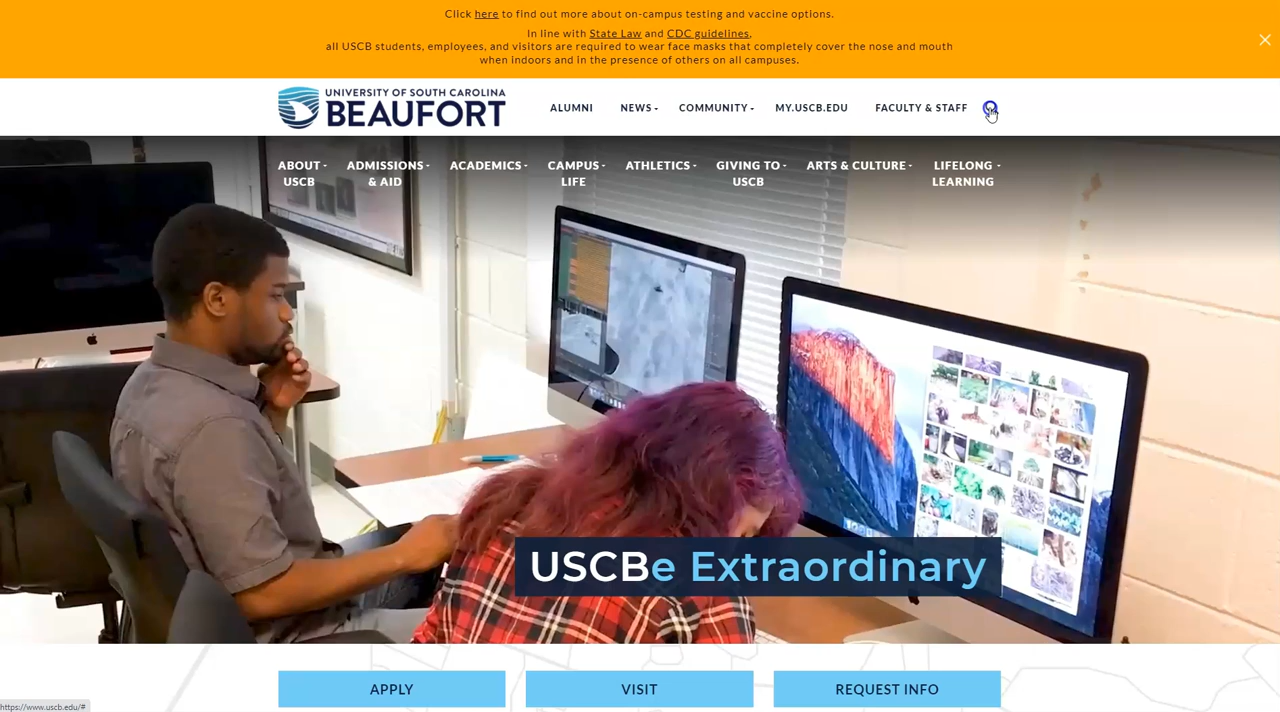 Click here to find out more about on-campus testing and vaccine options.
In line with State Law and CDC guidelines,
all USCB students, employees, and visitors are required to wear face masks that completely cover the nose and mouth
when indoors and in the presence of others on all campuses.
UNIVERSITY OF SOUTH CAROLINA
BEAUFORT
ALUMNI NEWS COMMUNITY MY.USCB.EDU FACULTY & STAFF
ABOUT USCB
ADMISSIONS & AID
ACADEMICS
CAMPUS LIFE
ATHLETICS
GIVING TO USCB
ARTS & CULTURE
LIFELONG LEARNING
USCBe Extraordinary
APPLY VISIT REQUEST INFO
https://www.uscb.edu/#